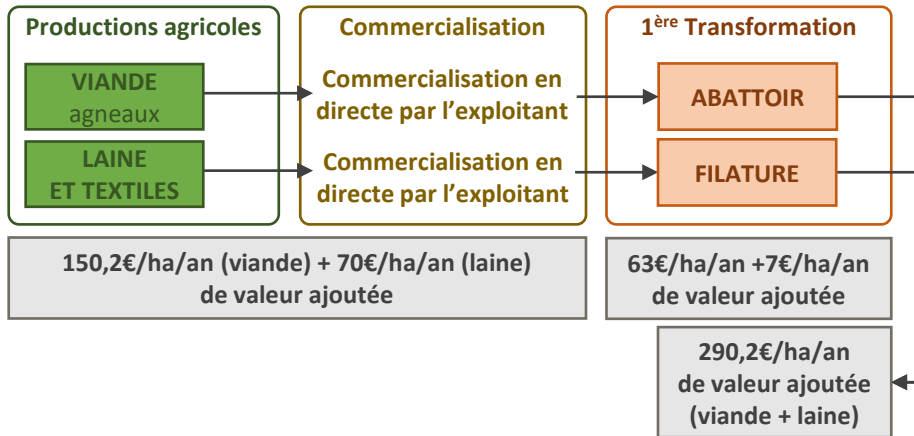 Productions agricoles
VIANDE
agneaux
LAINE
ET TEXTILES
Commercialisation
Commercialisation en
directe par l’exploitant
Commercialisation en
directe par l’exploitant
1ère Transformation
ABATTOIR
FILATURE
150,2€/ha/an (viande) + 70€/ha/an (laine)
de valeur ajoutée
63€/ha/an +7€/ha/an
de valeur ajoutée
290,2€/ha/an
de valeur ajoutée
(viande + laine)